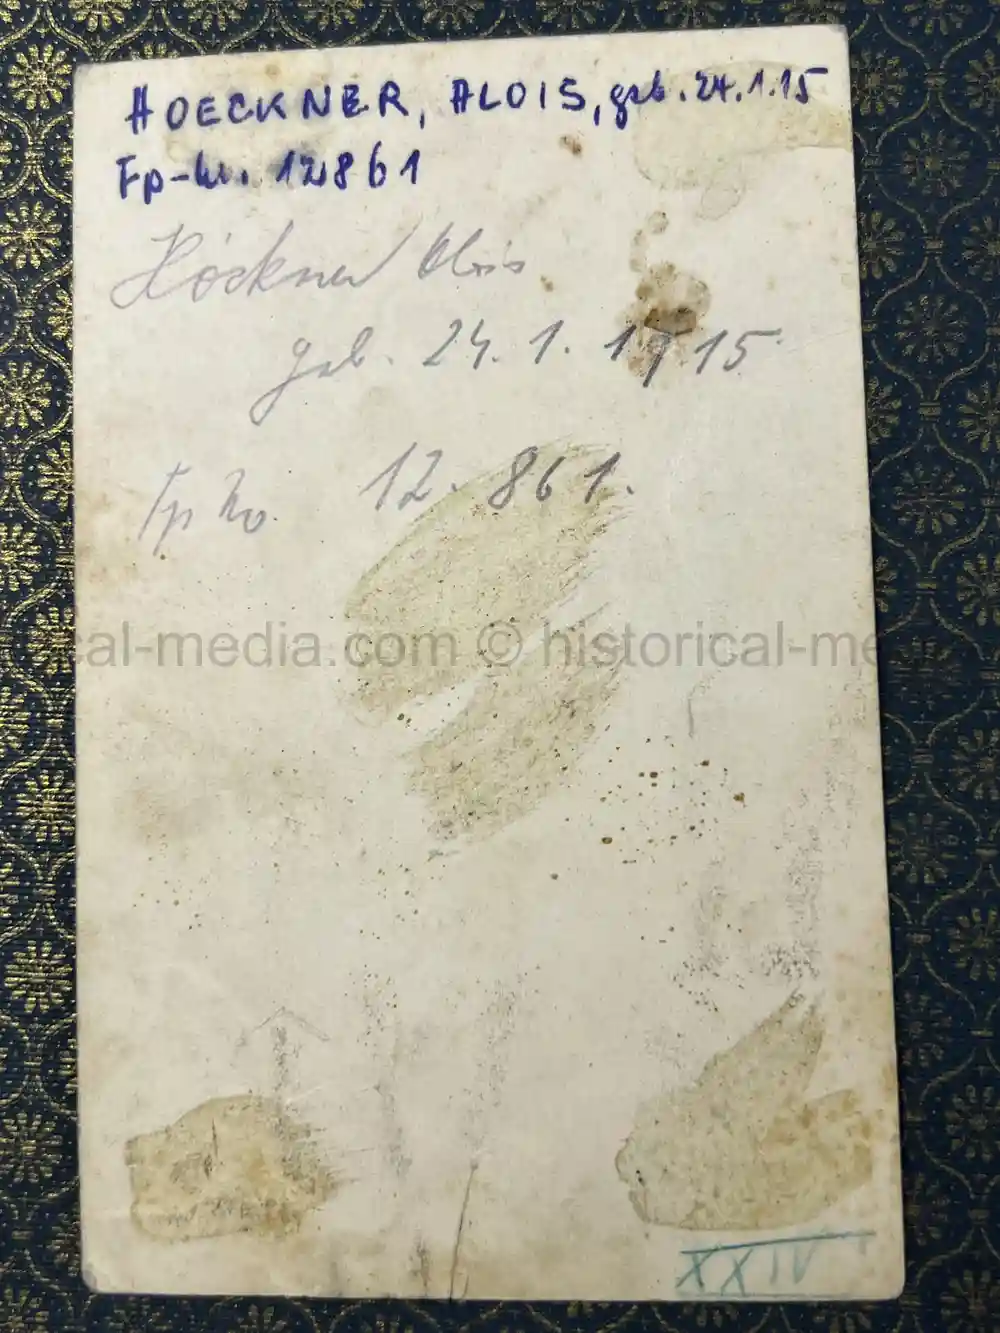 HOECKNER, ALOIS, geb. 24.1.15
Fp-Nr. 12861
Höckner Alois
geb. 24. 1. 1915
Fp No. 12. 861.
cal-media.com © historical-me
XXIV